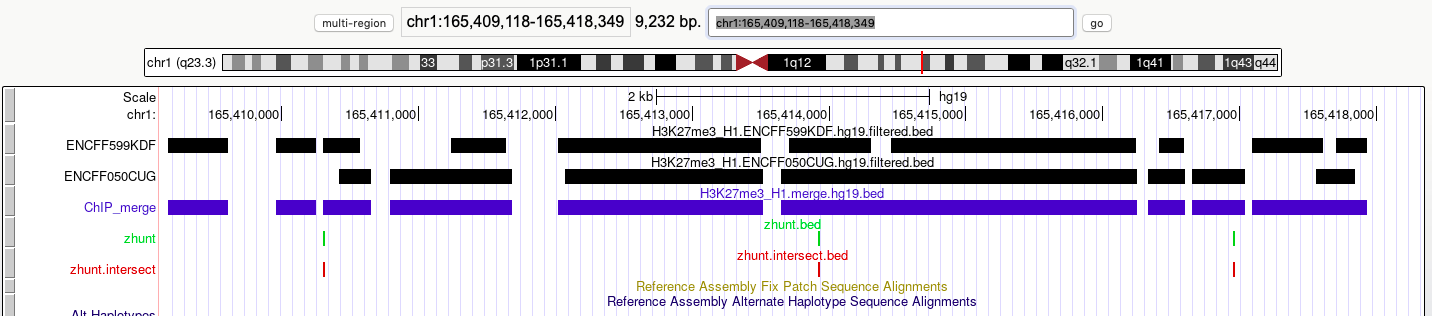 multi-region chr1:165,409,118-165,418,349 9,232 bp. chr1:165,409,118-165,418,349 go
chr1 (q23.3) 33 p31.3 1p31.1 1q12 q32.1 1q41 1q43 q44
Scale 2 kb hg19
chr1: 165,410,000 165,411,000 165,412,000 165,413,000 165,414,000 165,415,000 165,416,000 165,417,000 165,418,000
H3K27me3_H1.ENCFF599KDF.hg19.filtered.bed
ENCFF599KDF
H3K27me3_H1.ENCFF050CUG.hg19.filtered.bed
ENCFF050CUG
H3K27me3_H1.merge.hg19.bed
ChIP_merge
zhunt.bed
zhunt
zhunt.intersect.bed
zhunt.intersect
Reference Assembly Fix Patch Sequence Alignments
Reference Assembly Alternate Haplotype Sequence Alignments
Alt Haplotypes